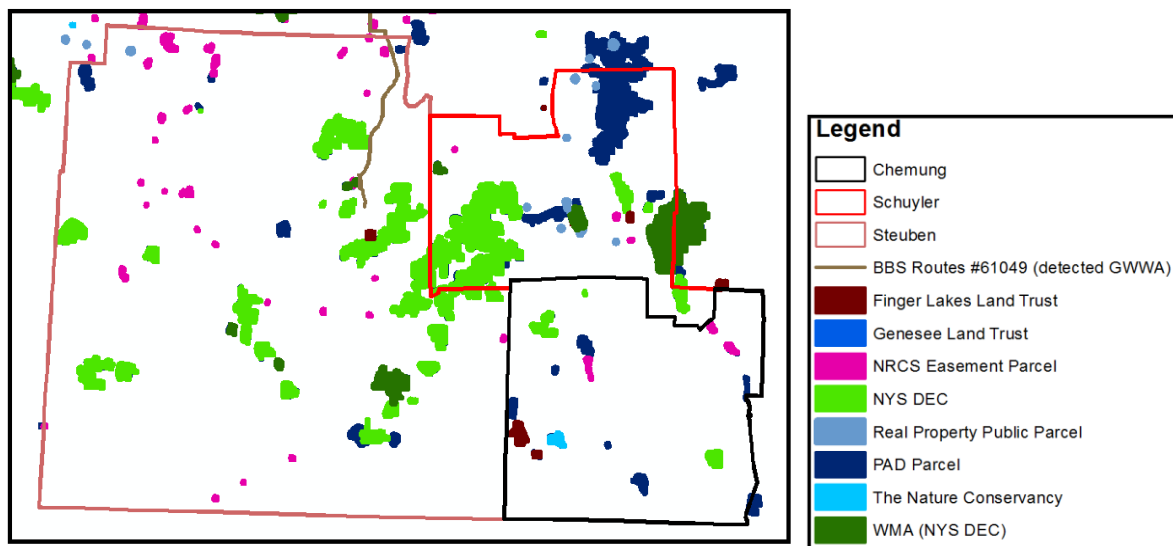 Legend
Chemung
Schuyler
Steuben
BBS Routes #61049 (detected GWWA)
Finger Lakes Land Trust
Genesee Land Trust
NRCS Easement Parcel
NYS DEC
Real Property Public Parcel
PAD Parcel
The Nature Conservancy
WMA (NYS DEC)